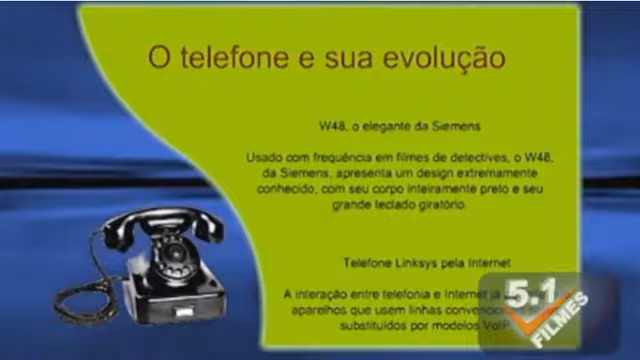 O telefone e sua evolução
W48, o elegante da Siemens
Usado com frequência em filmes de detectives, o W48,
da Siemens, apresenta um design extremamente
conhecido, com seu corpo inteiramente preto e seu
grande teclado giratório.
Telefone Linksys pela Internet
A interação entre telefonia e Internet já
aparelhos que usem linhas
substituídos por modelos VoIP
5.1
FILMES